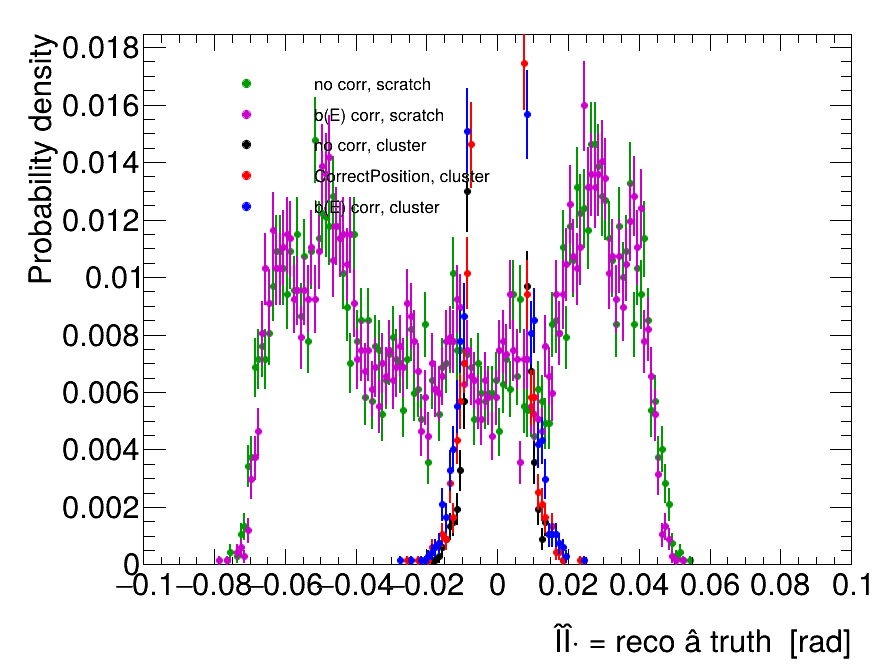 Probability density
0.018
0.016
0.014
0.012
0.01
0.008
0.006
0.004
0.002
0
no corr, scratch
b(E) corr, scratch
no corr, cluster
CorrectPosition, cluster
b(E) corr, cluster
−0.1 −0.08 −0.06 −0.04 −0.02 0 0.02 0.04 0.06 0.08 0.1
ÎÎ· = reco â truth [rad]